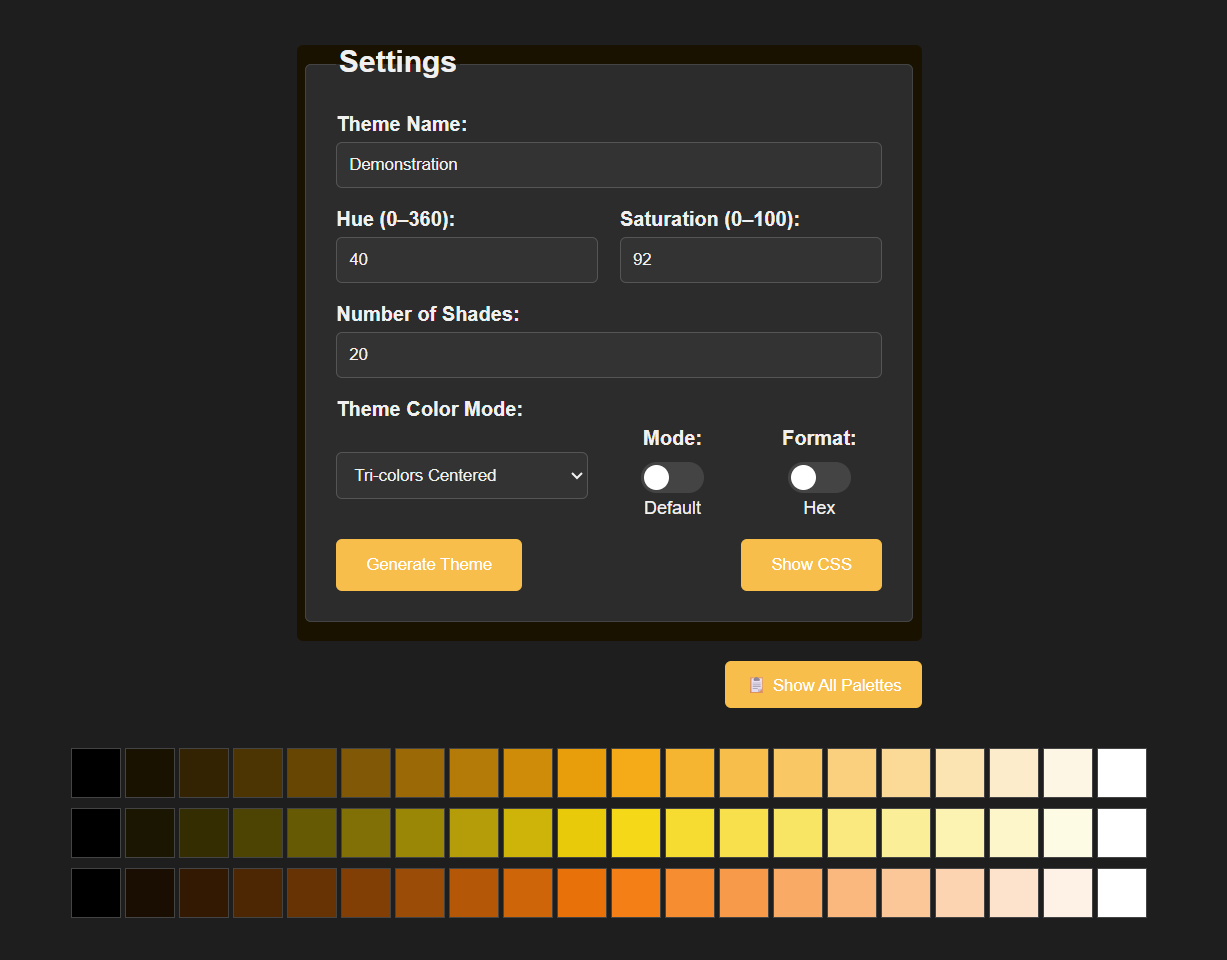 Settings
Theme Name:
Demonstration
Hue (0–360):
Saturation (0–100):
40
92
Number of Shades:
20
Theme Color Mode:
Mode:
Format:
Tri-colors Centered
Default
Hex
Generate Theme
Show CSS
Show All Palettes